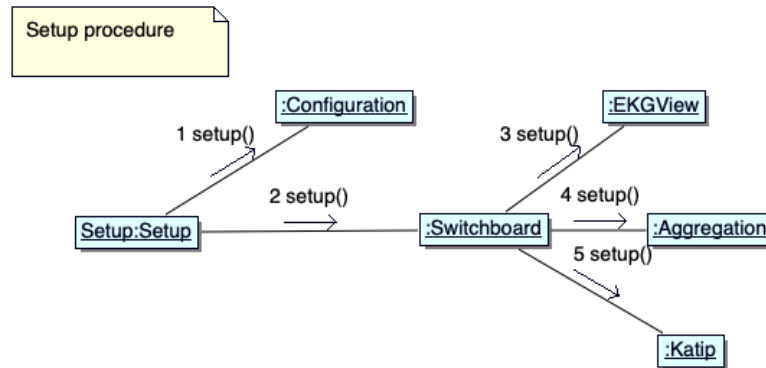 Setup procedure
:Configuration
:EKGView
1 setup()
3 setup()
2 setup()
4 setup()
Setup:Setup
:Switchboard
:Aggregation
5 setup()
:Katip